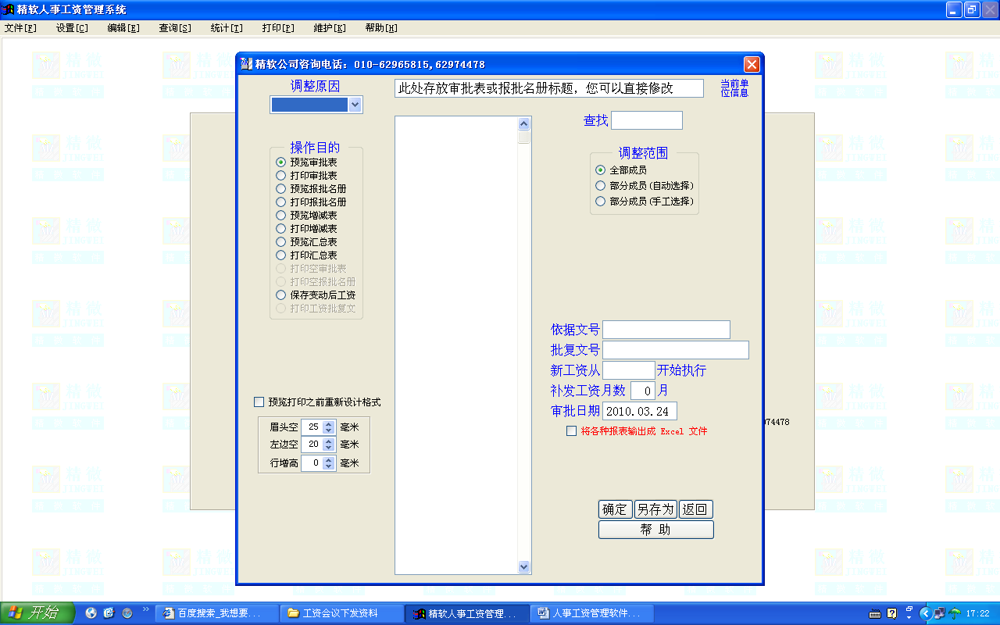 精软人事工资管理系统
文件[F] 设置[C] 编辑[E] 查询[S] 统计[T] 打印[P] 维护[K] 帮助[H]
精软公司咨询电话: 010-62965815,62974478
调整原因
此处存放审批表或报批名册标题，您可以直接修改
当前单
位信息
查找
操作目的
预览审批表
打印审批表
预览报批名册
打印报批名册
预览增减表
打印增减表
预览汇总表
打印汇总表
打印空审批表
打印空报批名册
保存变动后工资
打印工资批复文
调整范围
全部成员
部分成员(自动选择)
部分成员(手工选择)
依据文号
批复文号
新工资从 开始执行
补发工资月数 0 月
审批日期 2010.03.24
将各种报表输出成 Excel 文件
预览打印之前重新设计格式
眉头空 25 毫米
左边空 20 毫米
行增高 0 毫米
74478
确定 另存为 返回
帮 助
精微
JINGWEI
开始
百度搜索_我想要...
工资会议下发资料
精软人事工资管理...
人事工资管理软件...
17:22